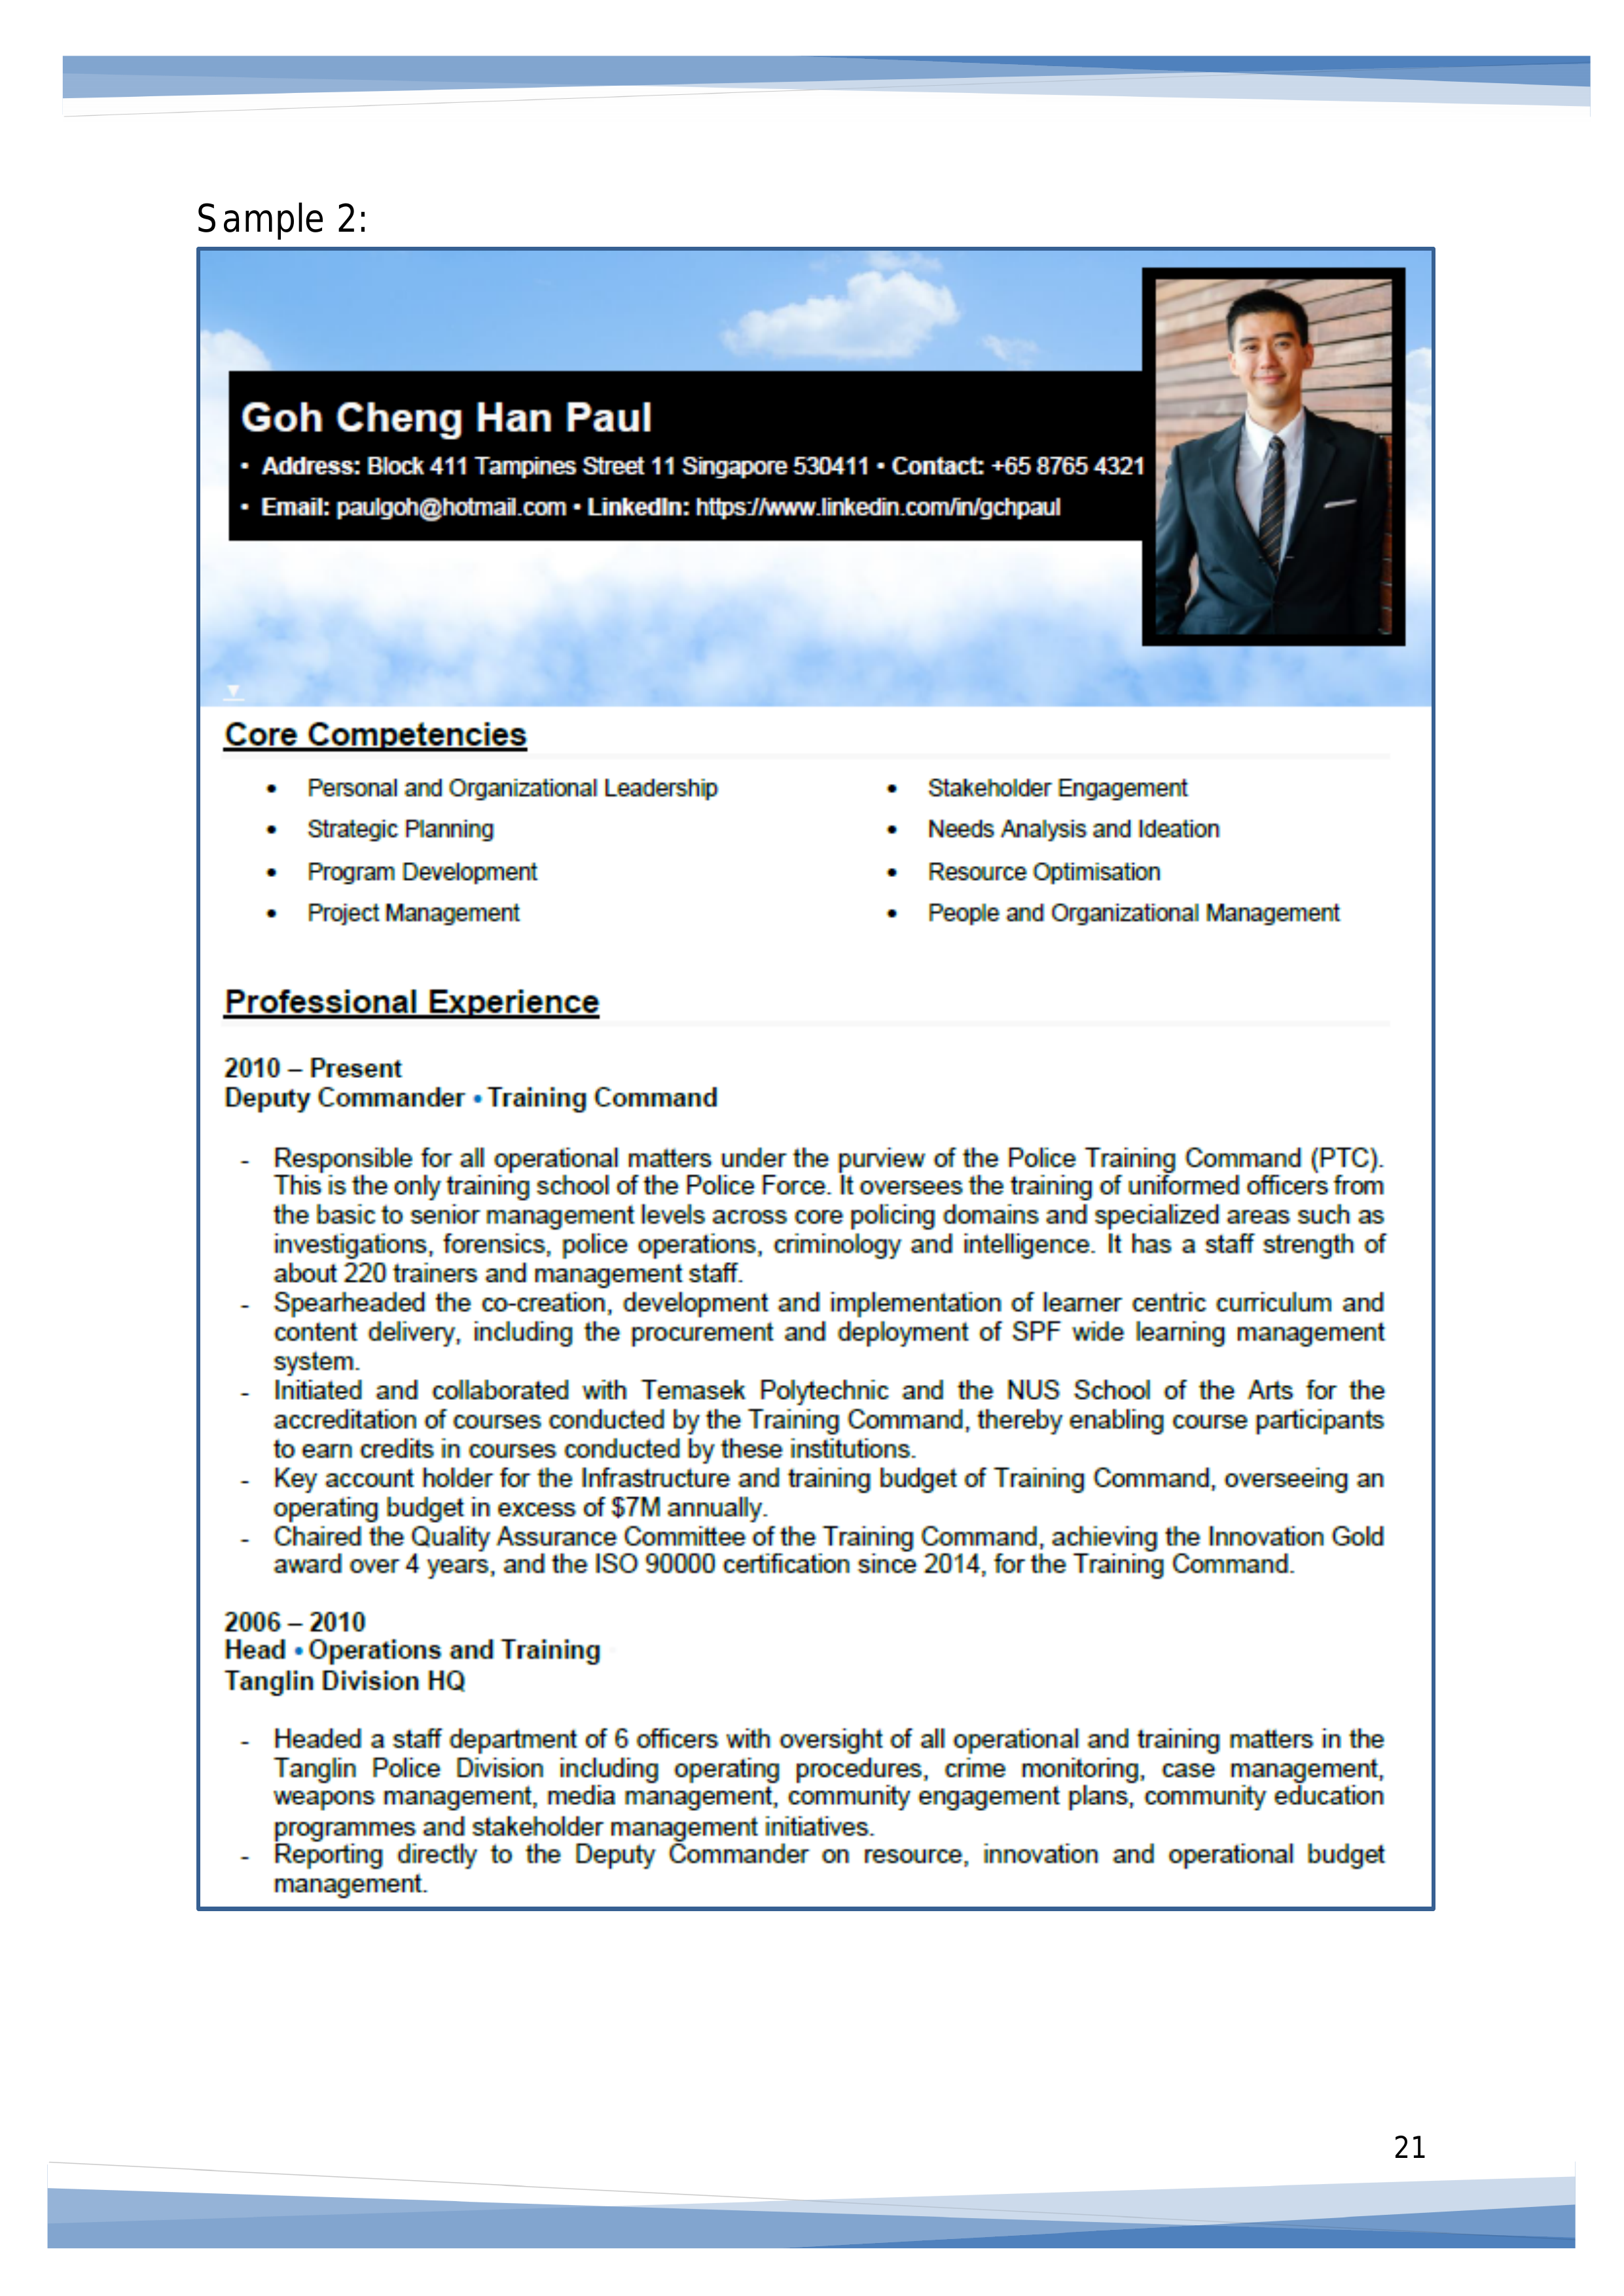 Sample 2:
Goh Cheng Han Paul
• Address: Block 411 Tampines Street 11 Singapore 530411 • Contact: +65 8765 4321
• Email: paulgoh@hotmail.com • LinkedIn: https://www.linkedin.com/in/gchpaul
Core Competencies
• Personal and Organizational Leadership
• Strategic Planning
• Program Development
• Project Management
• Stakeholder Engagement
• Needs Analysis and Ideation
• Resource Optimisation
• People and Organizational Management
Professional Experience
2010 – Present
Deputy Commander • Training Command
- Responsible for all operational matters under the purview of the Police Training Command (PTC).
This is the only training school of the Police Force. It oversees the training of uniformed officers from
the basic to senior management levels across core policing domains and specialized areas such as
investigations, forensics, police operations, criminology and intelligence. It has a staff strength of
about 220 trainers and management staff.
- Spearheaded the co-creation, development and implementation of learner centric curriculum and
content delivery, including the procurement and deployment of SPF wide learning management
system.
- Initiated and collaborated with Temasek Polytechnic and the NUS School of the Arts for the
accreditation of courses conducted by the Training Command, thereby enabling course participants
to earn credits in courses conducted by these institutions.
- Key account holder for the Infrastructure and training budget of Training Command, overseeing an
operating budget in excess of $7M annually.
- Chaired the Quality Assurance Committee of the Training Command, achieving the Innovation Gold
award over 4 years, and the ISO 90000 certification since 2014, for the Training Command.
2006 – 2010
Head • Operations and Training
Tanglin Division HQ
- Headed a staff department of 6 officers with oversight of all operational and training matters in the
Tanglin Police Division including operating procedures, crime monitoring, case management,
weapons management, media management, community engagement plans, community education
programmes and stakeholder management initiatives.
- Reporting directly to the Deputy Commander on resource, innovation and operational budget
management.
21